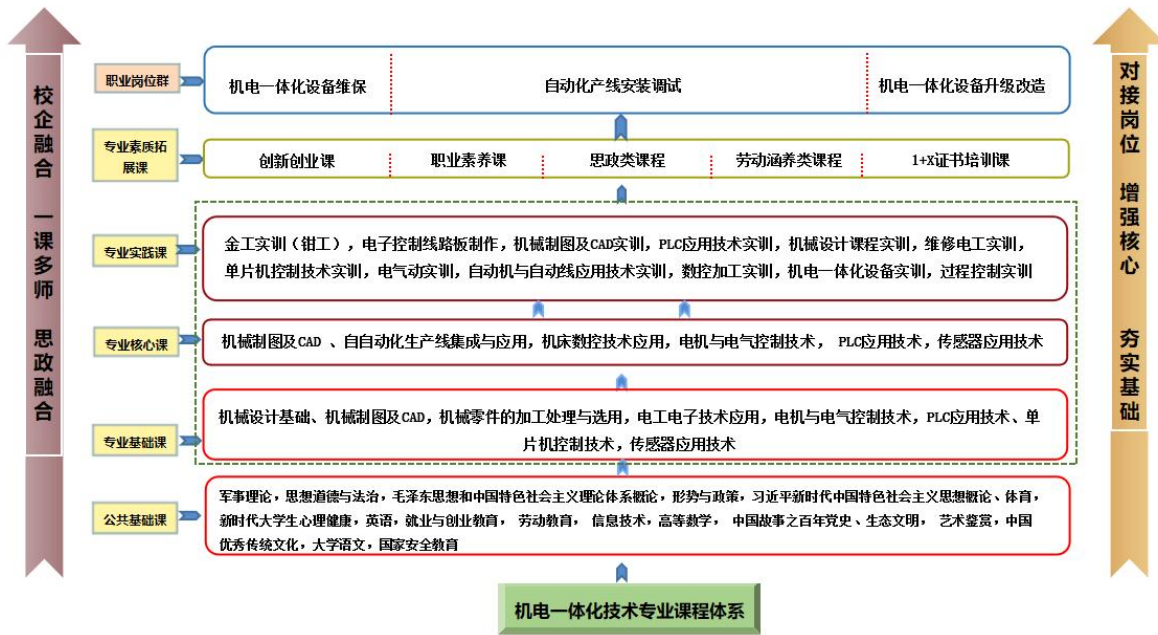 校企融合 一课多师 思政融合
对接岗位 增强核心 夯实基础
职业岗位群
机电一体化设备维保
自动化产线安装调试
机电一体化设备升级改造
专业素质拓
展课
创新创业课
职业素养课
思政类课程
劳动涵养类课程
1+X证书培训课
专业实践课
金工实训（钳工），电子控制线路板制作，机械制图及CAD实训，PLC应用技术实训，机械设计课程实训，维修电工实训，
单片机控制技术实训，电气动实训，自动机与自动线应用技术实训，数控加工实训，机电一体化设备实训，过程控制实训
专业核心课
机械制图及CAD 、自自动化生产线集成与应用，机床数控技术应用，电机与电气控制技术， PLC应用技术，传感器应用技术
专业基础课
机械设计基础、机械制图及CAD，机械零件的加工处理与选用，电工电子技术应用，电机与电气控制技术，PLC应用技术、单
片机控制技术，传感器应用技术
公共基础课
军事理论，思想道德与法治，毛泽东思想和中国特色社会主义理论体系概论，形势与政策，习近平新时代中国特色社会主义思想概论、体育，
新时代大学生心理健康，英语，就业与创业教育， 劳动教育， 信息技术，高等数学， 中国故事之百年党史、生态文明， 艺术鉴赏，中国
优秀传统文化，大学语文，国家安全教育
机电一体化技术专业课程体系